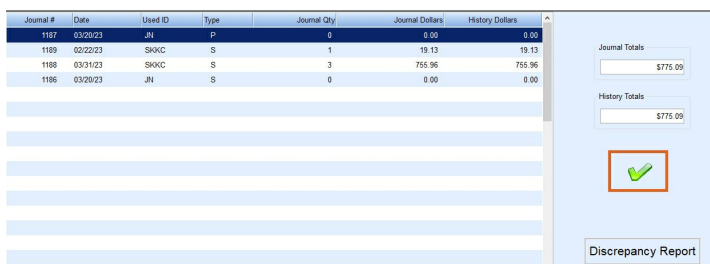 Journal # Date Used ID Type Journal Qty Journal Dollars History Dollars
1187 03/20/23 JN P 0 0.00 0.00
1189 02/22/23 SKKC S 1 19.13 19.13
1188 03/31/23 SKKC S 3 755.96 755.96
1186 03/20/23 JN S 0 0.00 0.00
Journal Totals
$775.09
History Totals
$775.09
Discrepancy Report